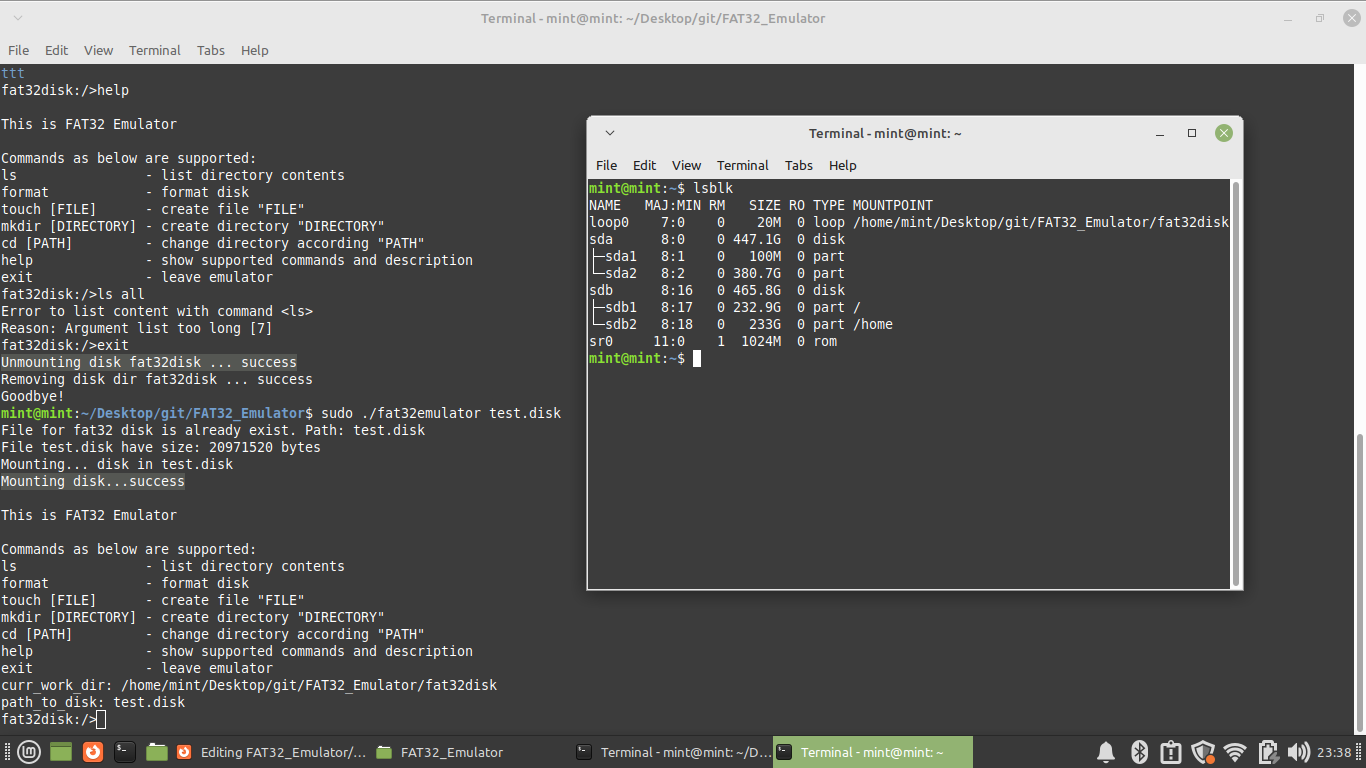 Terminal - mint@mint: ~/Desktop/git/FAT32_Emulator
File Edit View Terminal Tabs Help
ttt
fat32disk:/>help
This is FAT32 Emulator
Commands as below are supported:
ls - list directory contents
format - format disk
touch [FILE] - create file "FILE"
mkdir [DIRECTORY] - create directory "DIRECTORY"
cd [PATH] - change directory according "PATH"
help - show supported commands and description
exit - leave emulator
fat32disk:/>ls all
Error to list content with command <ls>
Reason: Argument list too long [7]
fat32disk:/>exit
Unmounting disk fat32disk ... success
Removing disk dir fat32disk ... success
Goodbye!
mint@mint:~/Desktop/git/FAT32_Emulator$ sudo ./fat32emulator test.disk
File for fat32 disk is already exist. Path: test.disk
File test.disk have size: 20971520 bytes
Mounting... disk in test.disk
Mounting disk...success
This is FAT32 Emulator
Commands as below are supported:
ls - list directory contents
format - format disk
touch [FILE] - create file "FILE"
mkdir [DIRECTORY] - create directory "DIRECTORY"
cd [PATH] - change directory according "PATH"
help - show supported commands and description
exit - leave emulator
curr_work_dir: /home/mint/Desktop/git/FAT32_Emulator/fat32disk
path_to_disk: test.disk
fat32disk:/>
Terminal - mint@mint: ~
File Edit View Terminal Tabs Help
mint@mint:~$ lsblk
NAME MAJ:MIN RM SIZE RO TYPE MOUNTPOINT
loop0 7:0 0 20M 0 loop /home/mint/Desktop/git/FAT32_Emulator/fat32disk
sda 8:0 0 447.1G 0 disk
├─sda1 8:1 0 100M 0 part
└─sda2 8:2 0 380.7G 0 part
sdb 8:16 0 465.8G 0 disk
├─sdb1 8:17 0 232.9G 0 part /
└─sdb2 8:18 0 233G 0 part /home
sr0 11:0 1 1024M 0 rom
mint@mint:~$
Editing FAT32_Emulator/... FAT32_Emulator Terminal - mint@mint: ~/D... Terminal - mint@mint: ~ 23:38